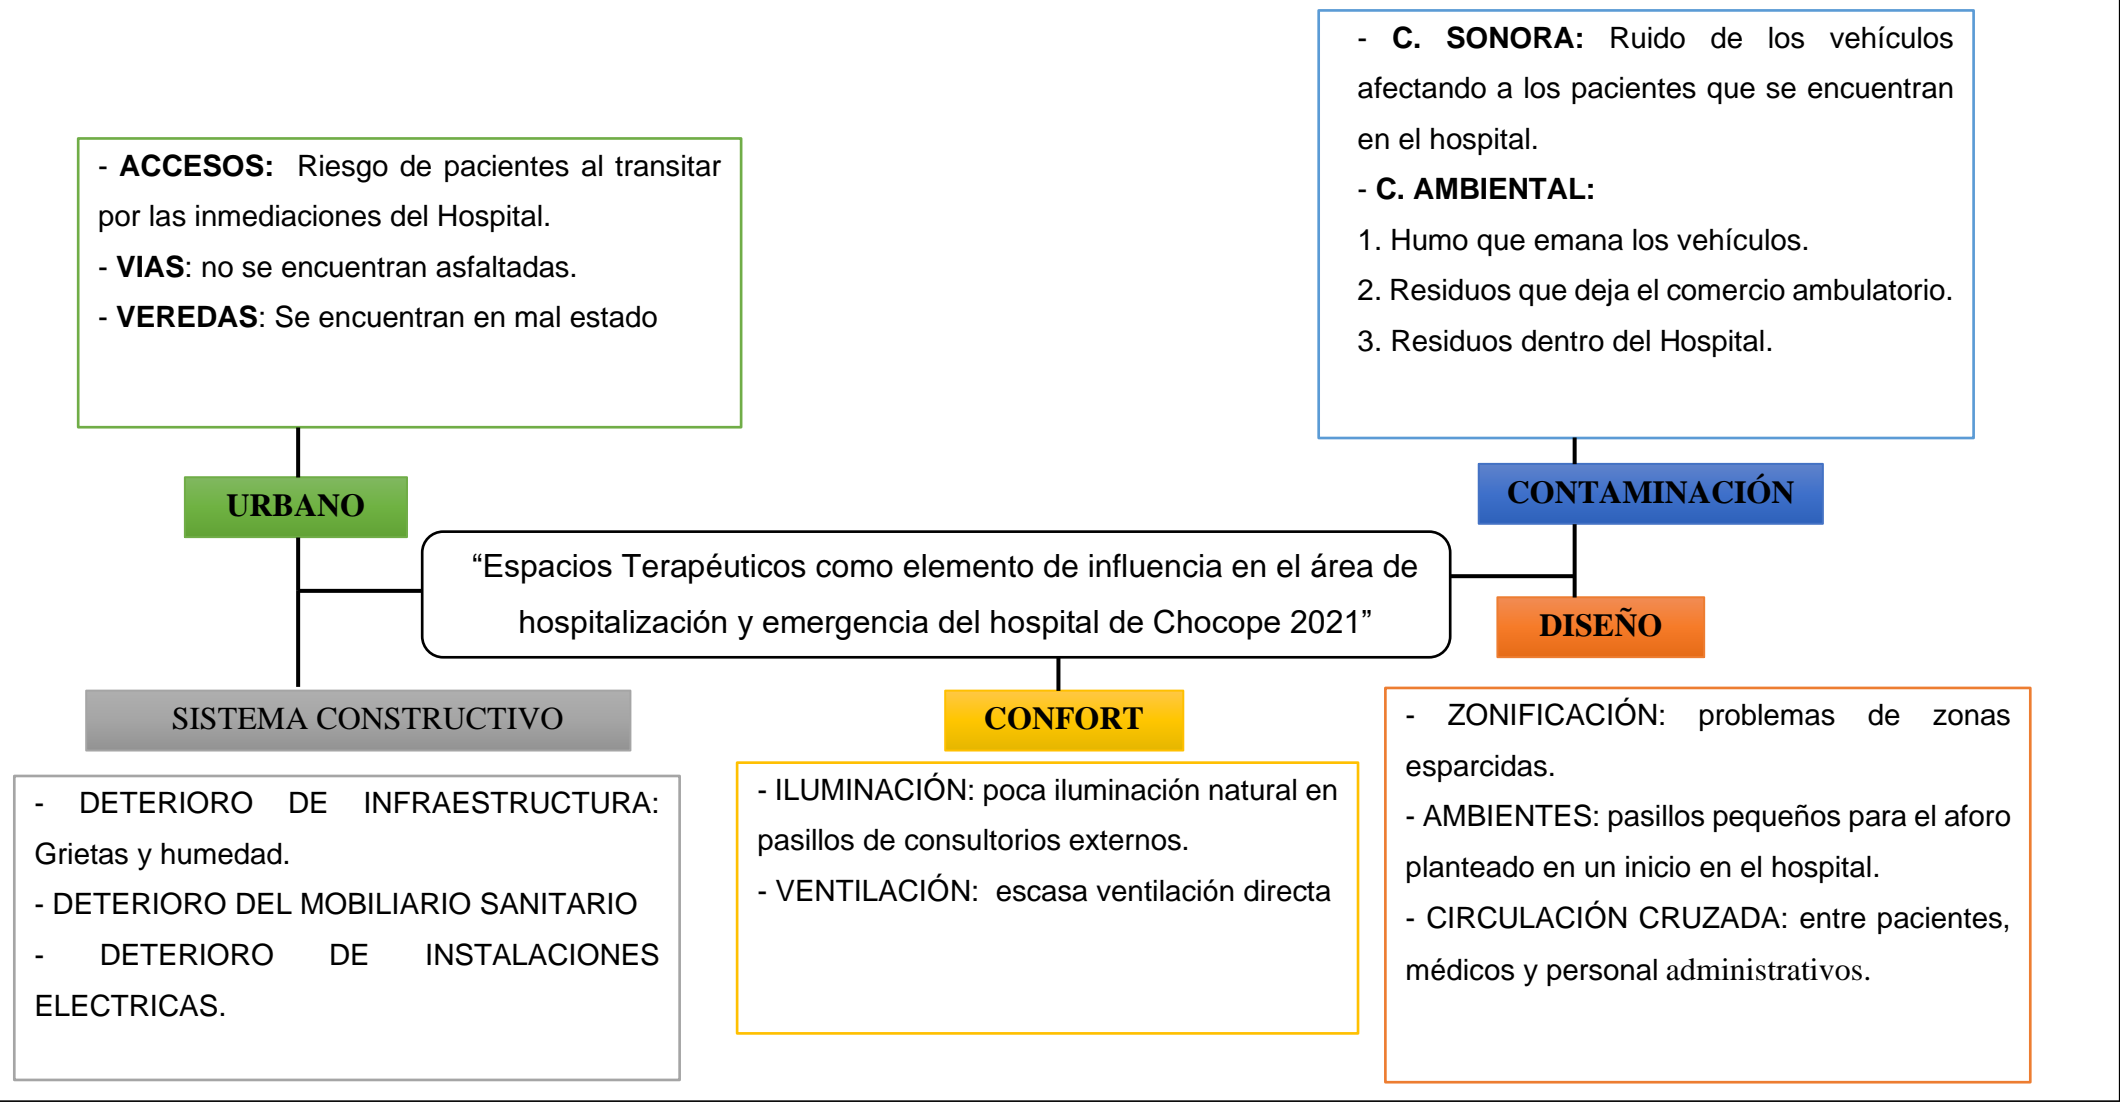 - ACCESOS: Riesgo de pacientes al transitar
por las inmediaciones del Hospital.
- VIAS: no se encuentran asfaltadas.
- VEREDAS: Se encuentran en mal estado
- C. SONORA: Ruido de los vehículos
afectando a los pacientes que se encuentran
en el hospital.
- C. AMBIENTAL:
1. Humo que emana los vehículos.
2. Residuos que deja el comercio ambulatorio.
3. Residuos dentro del Hospital.
URBANO
CONTAMINACIÓN
“Espacios Terapéuticos como elemento de influencia en el área de
hospitalización y emergencia del hospital de Chocope 2021”
DISEÑO
SISTEMA CONSTRUCTIVO
CONFORT
- DETERIORO DE INFRAESTRUCTURA:
Grietas y humedad.
- DETERIORO DEL MOBILIARIO SANITARIO
- DETERIORO DE INSTALACIONES
ELECTRICAS.
- ILUMINACIÓN: poca iluminación natural en
pasillos de consultorios externos.
- VENTILACIÓN: escasa ventilación directa
- ZONIFICACIÓN: problemas de zonas
esparcidas.
- AMBIENTES: pasillos pequeños para el aforo
planteado en un inicio en el hospital.
- CIRCULACIÓN CRUZADA: entre pacientes,
médicos y personal administrativos.